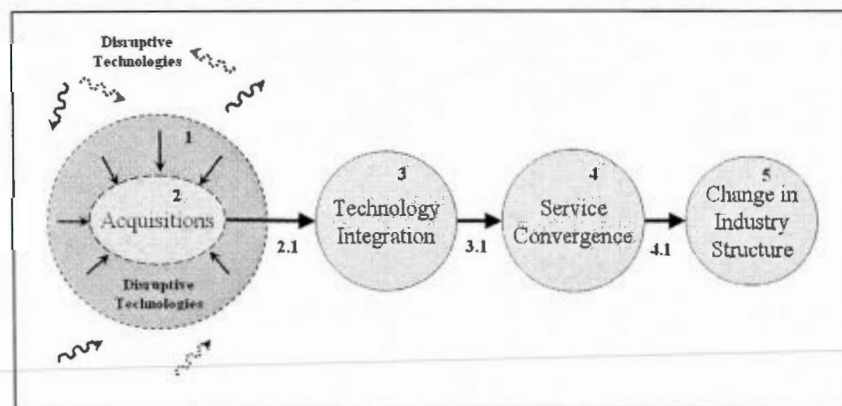 Disruptive
Technologies
1
2
Acquisitions
Disruptive
Technologies
2.1
3
Technology
Integration
3.1
4
Service
Convergence
4.1
5
Change in
Industry
Structure